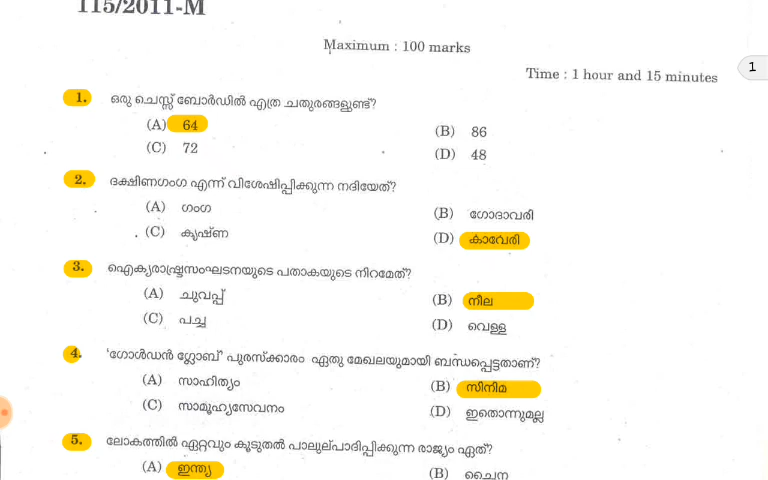 115/2011-M
Maximum : 100 marks
Time : 1 hour and 15 minutes
1
1. ഒരു ചെസ്സ് ബോർഡിൽ എത്ര ചതുരങ്ങളുണ്ട്?
(A) 64
(B) 86
(C) 72
(D) 48
2. ദക്ഷിണഗംഗ എന്ന് വിശേഷിപ്പിക്കുന്ന നദിയേത്?
(A) ഗംഗ
(B) ഗോദാവരി
(C) കൃഷ്ണ
(D) കാവേരി
3. ഐക്യരാഷ്ട്രസംഘടനയുടെ പതാകയുടെ നിറമേത്?
(A) ചുവപ്പ്
(B) നീല
(C) പച്ച
(D) വെള്ള
4. 'ഗോൾഡൻ ഗ്ലോബ്' പുരസ്ക്കാരം ഏതു മേഖലയുമായി ബന്ധപ്പെട്ടതാണ്?
(A) സാഹിത്യം
(B) സിനിമ
(C) സാമൂഹ്യസേവനം
(D) ഇതൊന്നുമല്ല
5. ലോകത്തിൽ ഏറ്റവും കൂടുതൽ പാലുല്പാദിപ്പിക്കുന്ന രാജ്യം ഏത്?
(A) ഇന്ത്യ
(B) ചൈന